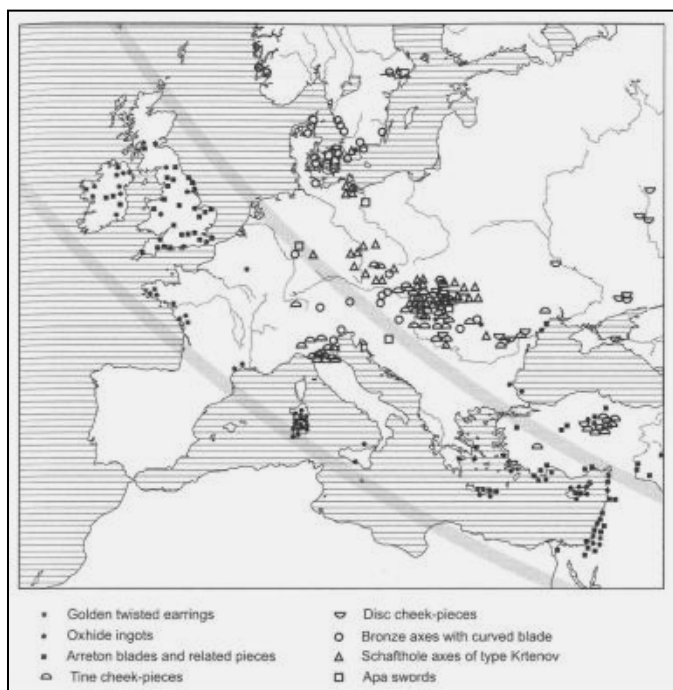 Golden twisted earrings
Oxhide ingots
Arreton blades and related pieces
Tine cheek-pieces
Disc cheek-pieces
Bronze axes with curved blade
Schafthole axes of type Krtenov
Apa swords